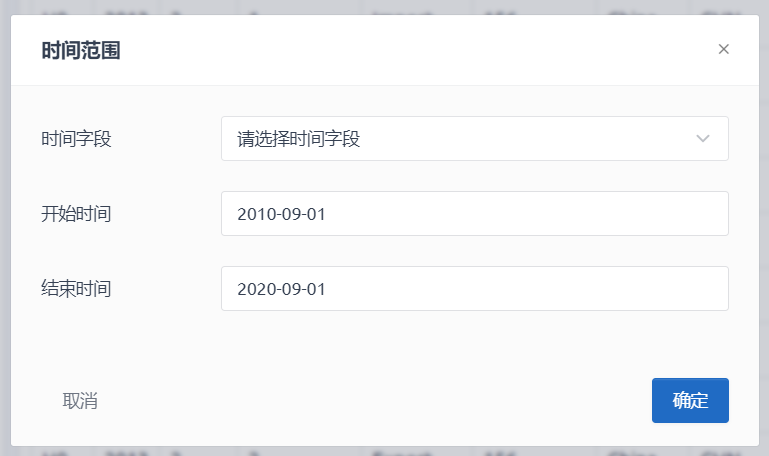 时间范围
×
时间字段
请选择时间字段
开始时间
2010-09-01
结束时间
2020-09-01
取消
确定